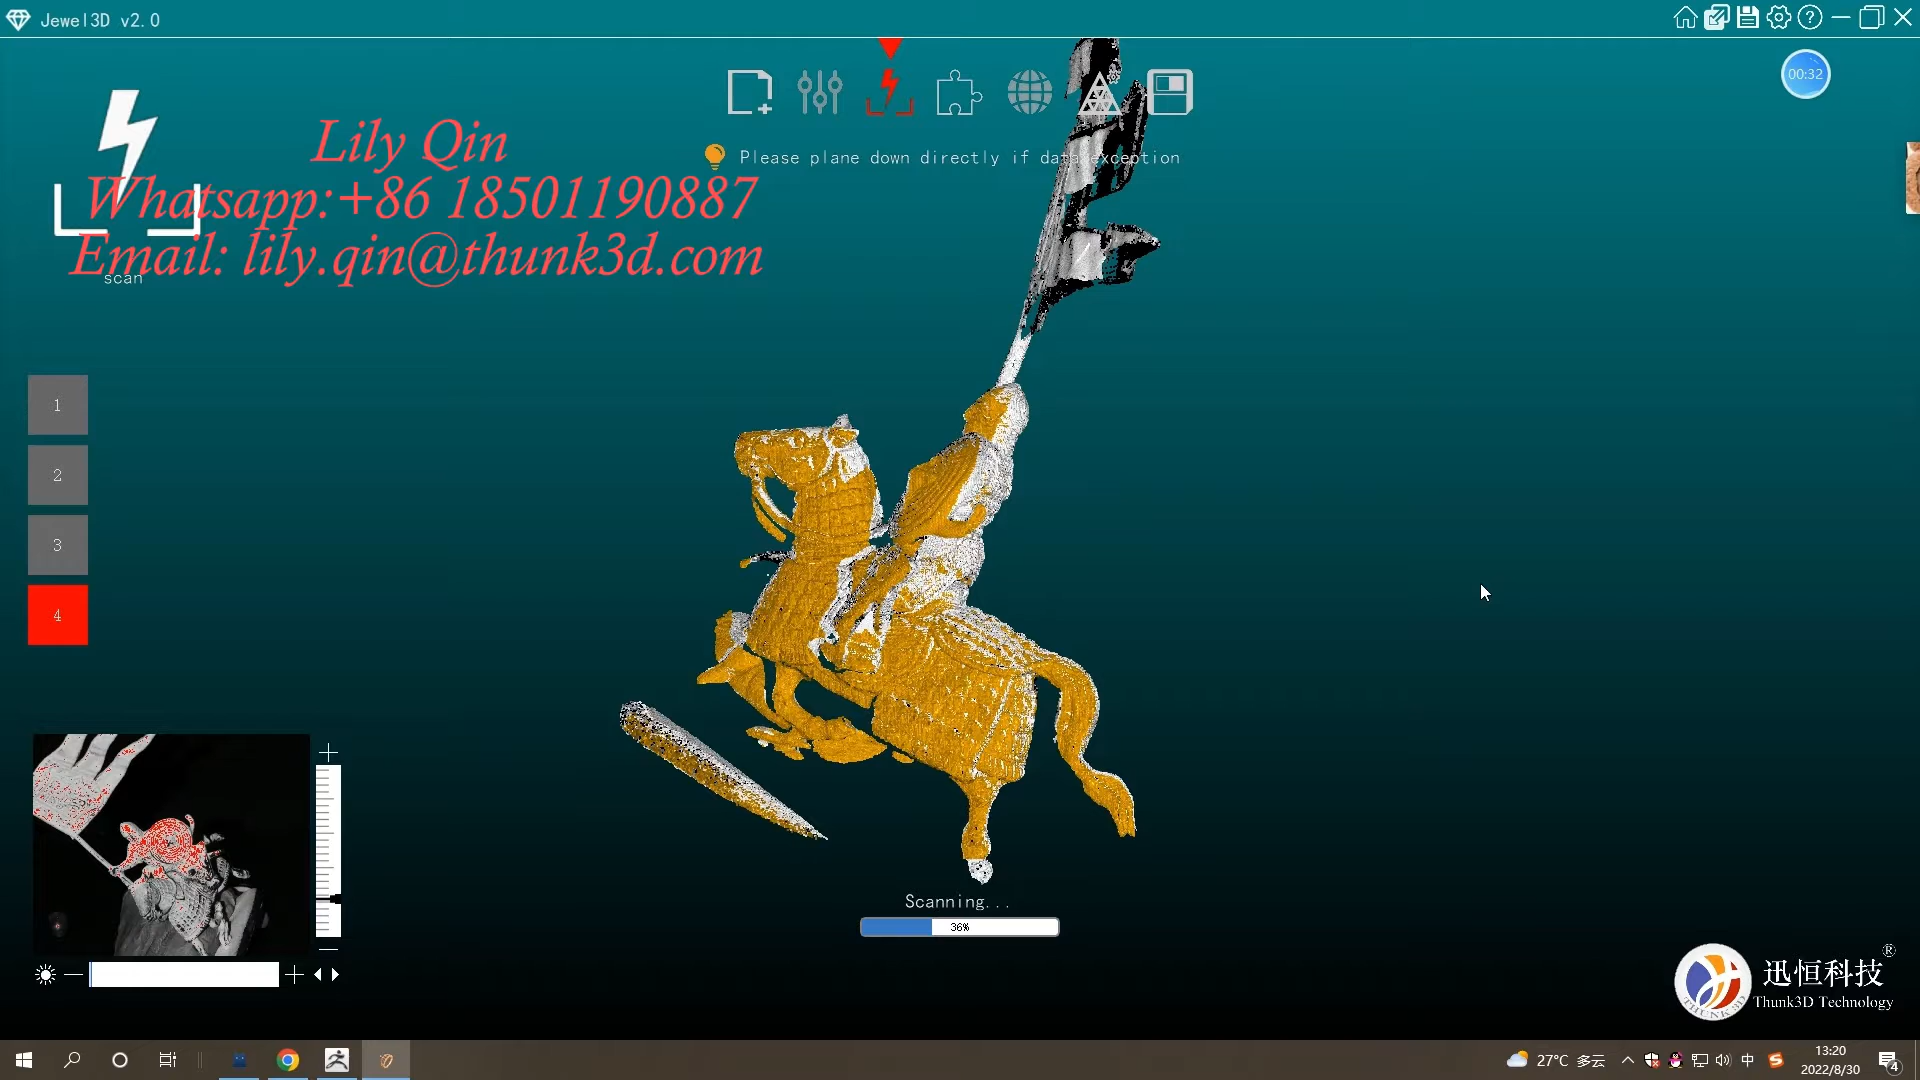 Jewel3D v2.0
00:32
Please plane down directly if data exception
Lily Qin
Whatsapp:+86 18501190887
Email: lily.qin@thunk3d.com
scan
1
2
3
4
Scanning...
36%
迅恒科技®
Thunk3D Technology
THUNK3D
27°C 多云
中
13:20
2022/8/30
4